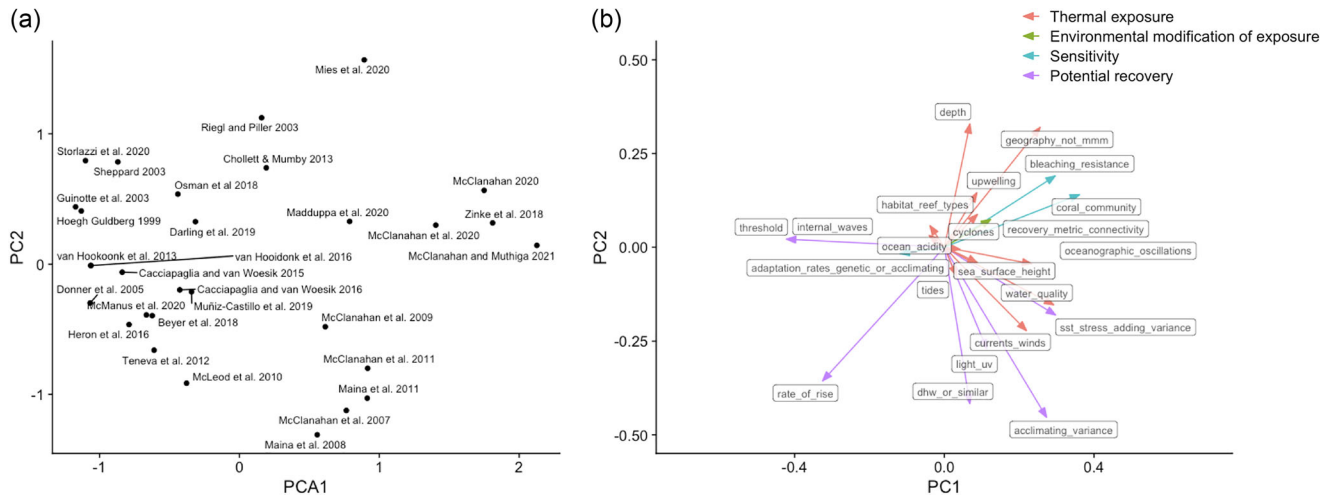 (a)
Mies et al. 2020
Riegl and Piller 2003
Storlazzi et al. 2020
Sheppard 2003
Chollett & Mumby 2013
Osman et al 2018
McClanahan 2020
Guinotte et al. 2003
Hoegh Guldberg 1999
Madduppa et al. 2020
Zinke et al. 2018
Darling et al. 2019
McClanahan et al. 2020
McClanahan and Muthiga 2021
van Hookoonk et al. 2013
van Hooidonk et al. 2016
Cacciapaglia and van Woesik 2015
Donner et al. 2005
Cacciapaglia and van Woesik 2016
McManus et al. 2020
Muñiz-Castillo et al. 2019
Beyer et al. 2018
McClanahan et al. 2009
Heron et al. 2016
Teneva et al. 2012
McClanahan et al. 2011
McLeod et al. 2010
Maina et al. 2011
McClanahan et al. 2007
Maina et al. 2008
1
0
-1
PC2
-1
0
1
2
PCA1
(b)
Thermal exposure
Environmental modification of exposure
Sensitivity
Potential recovery
depth
geography_not_mmm
bleaching_resistance
upwelling
habitat_reef_types
coral_community
threshold
internal_waves
cyclones
recovery_metric_connectivity
ocean_acidity
oceanographic_oscillations
adaptation_rates_genetic_or_acclimating
sea_surface_height
tides
water_quality
sst_stress_adding_variance
currents_winds
light_uv
rate_of_rise
dhw_or_similar
acclimating_variance
0.50
0.25
0.00
-0.25
-0.50
PC2
-0.4
0.0
0.4
PC1